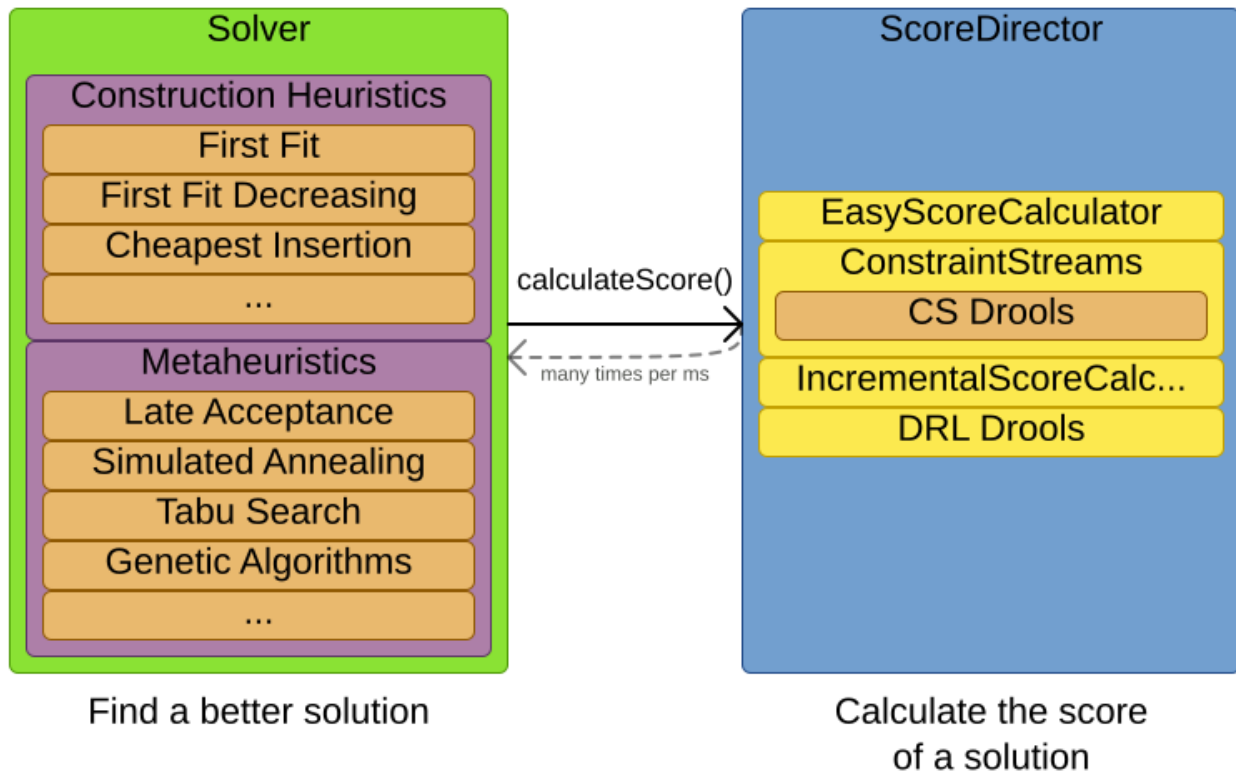 Solver
Construction Heuristics
First Fit
First Fit Decreasing
Cheapest Insertion
...
Metaheuristics
Late Acceptance
Simulated Annealing
Tabu Search
Genetic Algorithms
...
Find a better solution
calculateScore()
many times per ms
ScoreDirector
EasyScoreCalculator
ConstraintStreams
CS Drools
IncrementalScoreCalc...
DRL Drools
Calculate the score
of a solution